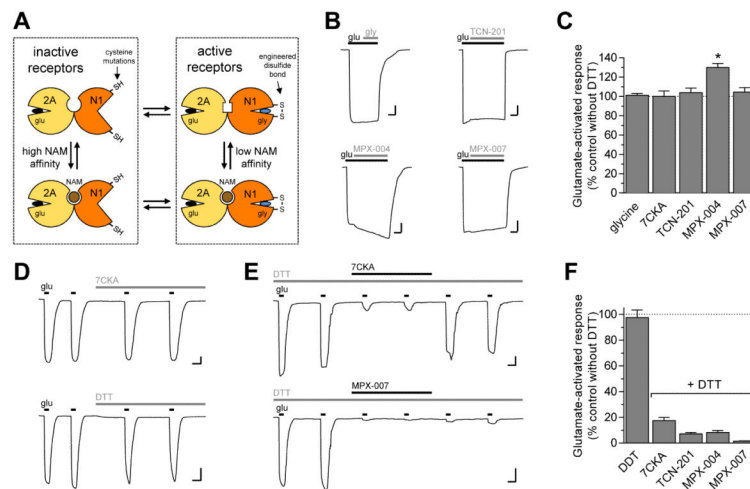 A
inactive receptors
cysteine mutations
SH
2A
N1
glu
SH
high NAM affinity
NAM
2A
N1
SH
glu
SH
active receptors
engineered disulfide bond
2A
N1
S
S
glu
gly
low NAM affinity
NAM
2A
N1
S
S
glu
gly
B
gly
glu
TCN-201
glu
MPX-004
glu
MPX-007
glu
C
Glutamate-activated response
(% control without DTT)
140
120
100
80
60
40
20
0
*
glycine
7CKA
TCN-201
MPX-004
MPX-007
D
7CKA
glu
DTT
glu
E
7CKA
DTT
glu
MPX-007
DTT
glu
F
Glutamate-activated response
(% control without DTT)
100
80
60
40
20
0
+ DTT
DDT
7CKA
TCN-201
MPX-004
MPX-007